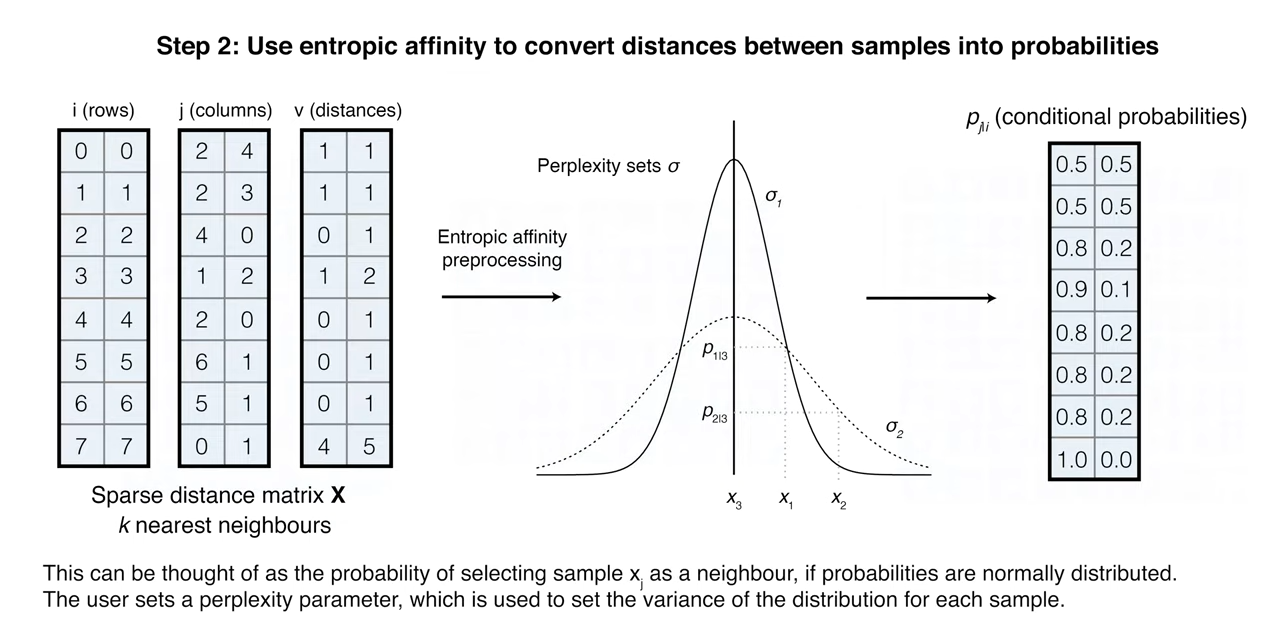 Step 2: Use entropic affinity to convert distances between samples into probabilities
i (rows) j (columns) v (distances)
0 0 2 4 1 1
1 1 2 3 1 1
2 2 4 0 0 1
3 3 1 2 1 2
4 4 2 0 0 1
5 5 6 1 0 1
6 6 5 1 0 1
7 7 0 1 4 5
Sparse distance matrix X
k nearest neighbours
Entropic affinity
preprocessing
Perplexity sets σ
σ1
p1|3
p2|3
σ2
x3 x1 x2
pj|i (conditional probabilities)
0.5 0.5
0.5 0.5
0.8 0.2
0.9 0.1
0.8 0.2
0.8 0.2
0.8 0.2
1.0 0.0
This can be thought of as the probability of selecting sample xj as a neighbour, if probabilities are normally distributed.
The user sets a perplexity parameter, which is used to set the variance of the distribution for each sample.